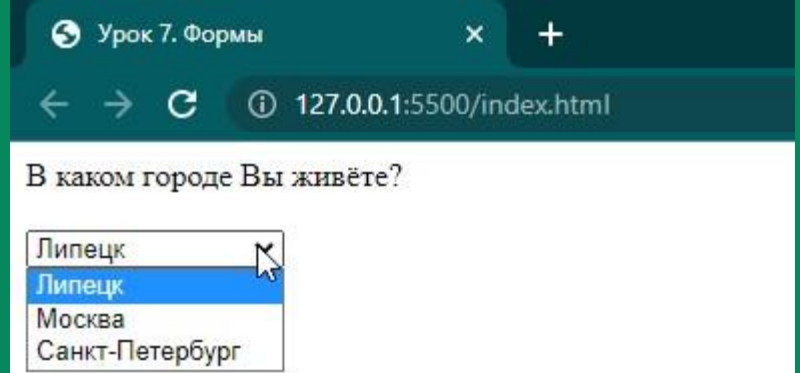 Урок 7. Формы
127.0.0.1:5500/index.html
В каком городе Вы живёте?
Липецк
Липецк
Москва
Санкт-Петербург